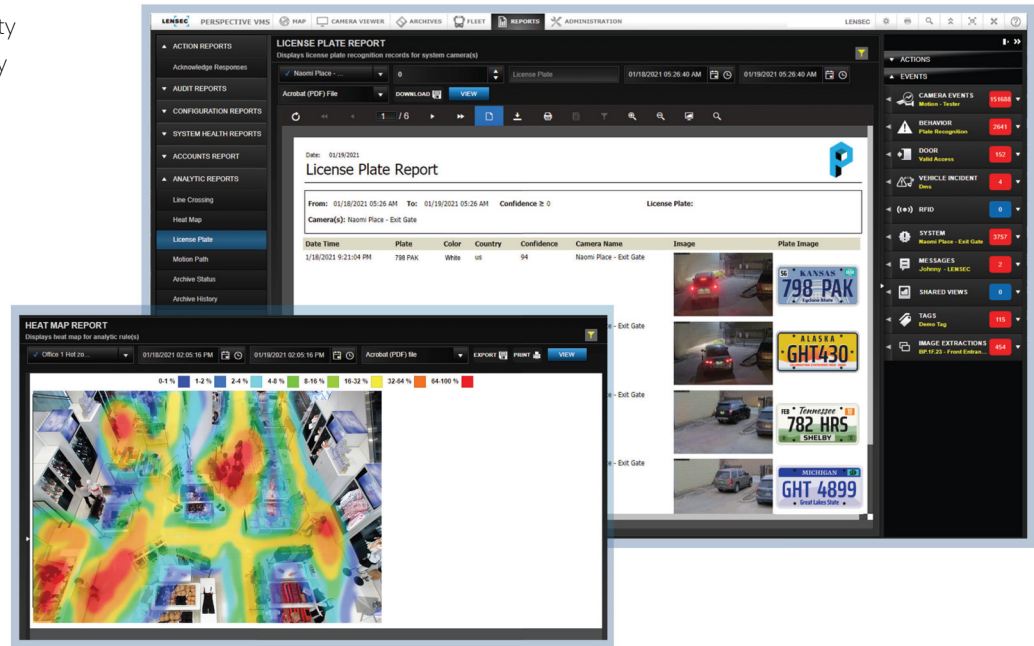 ty
y
LENSEC PERSPECTIVE VMS MAP CAMERA VIEWER ARCHIVES FLEET REPORTS ADMINISTRATION LENSEC
ACTION REPORTS
Acknowledge Responses
AUDIT REPORTS
CONFIGURATION REPORTS
SYSTEM HEALTH REPORTS
ACCOUNTS REPORT
ANALYTIC REPORTS
Line Crossing
Heat Map
License Plate
Motion Path
Archive Status
Archive History
LICENSE PLATE REPORT
Displays license plate recognition records for system camera(s)
Naomi Place - ... 0 License Plate 01/18/2021 05:26:40 AM 01/19/2021 05:26:40 AM
Acrobat (PDF) File DOWNLOAD VIEW
1 / 6
Date: 01/19/2021
License Plate Report
From: 01/18/2021 05:26 AM To: 01/19/2021 05:26 AM Confidence ≥ 0 License Plate:
Camera(s): Naomi Place - Exit Gate
Date Time Plate Color Country Confidence Camera Name Image Plate Image
1/18/2021 9:21:04 PM 798 PAK White us 94 Naomi Place - Exit Gate
KANSAS
798 PAK
e - Exit Gate
ALASKA
GHT430
e - Exit Gate
FEB Tennessee
782 HRS
SHELBY
e - Exit Gate
MICHIGAN
GHT 4899
Great Lakes State
ACTIONS
EVENTS
CAMERA EVENTS 151688
Motion - Tester
BEHAVIOR 2641
Plate Recognition
DOOR 152
Valid Access
VEHICLE INCIDENT 4
Dms
RFID 0
SYSTEM 3757
Naomi Place - Exit Gate
MESSAGES 2
Johnny - LENSEC
SHARED VIEWS 0
TAGS 115
Demo Tag
IMAGE EXTRACTIONS 454
BP.1F.23 - Front Entran...
HEAT MAP REPORT
Displays heat map for analytic rule(s)
Office 1 Hot zo... 01/18/2021 02:05:16 PM 01/19/2021 02:05:16 PM Acrobat (PDF) file EXPORT PRINT VIEW
0-1 % 1-2 % 2-4 % 4-8 % 8-16 % 16-32 % 32-64 % 64-100 %